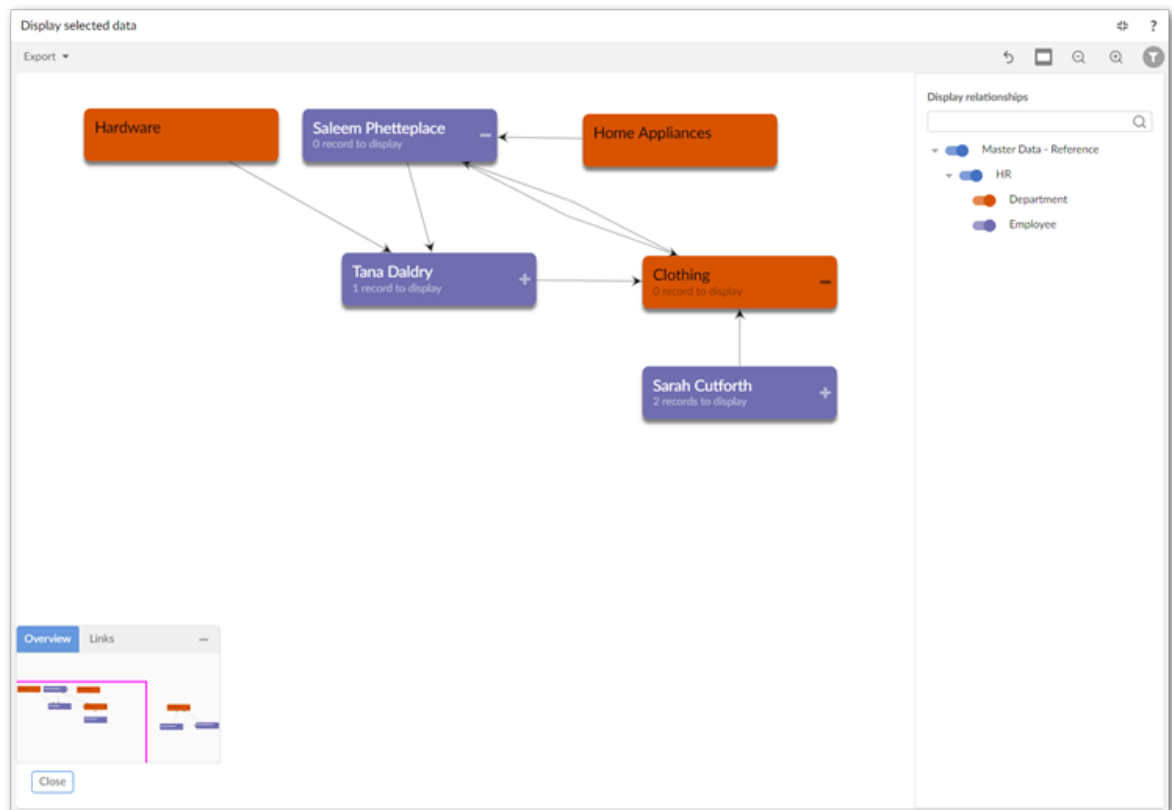 Display selected data
?
Export
Display relationships
Hardware
Saleem Phetteplace
0 record to display
Home Appliances
Master Data - Reference
HR
Department
Employee
Tana Daldry
1 record to display
Clothing
0 record to display
Sarah Cutforth
2 records to display
Overview
Links
Close